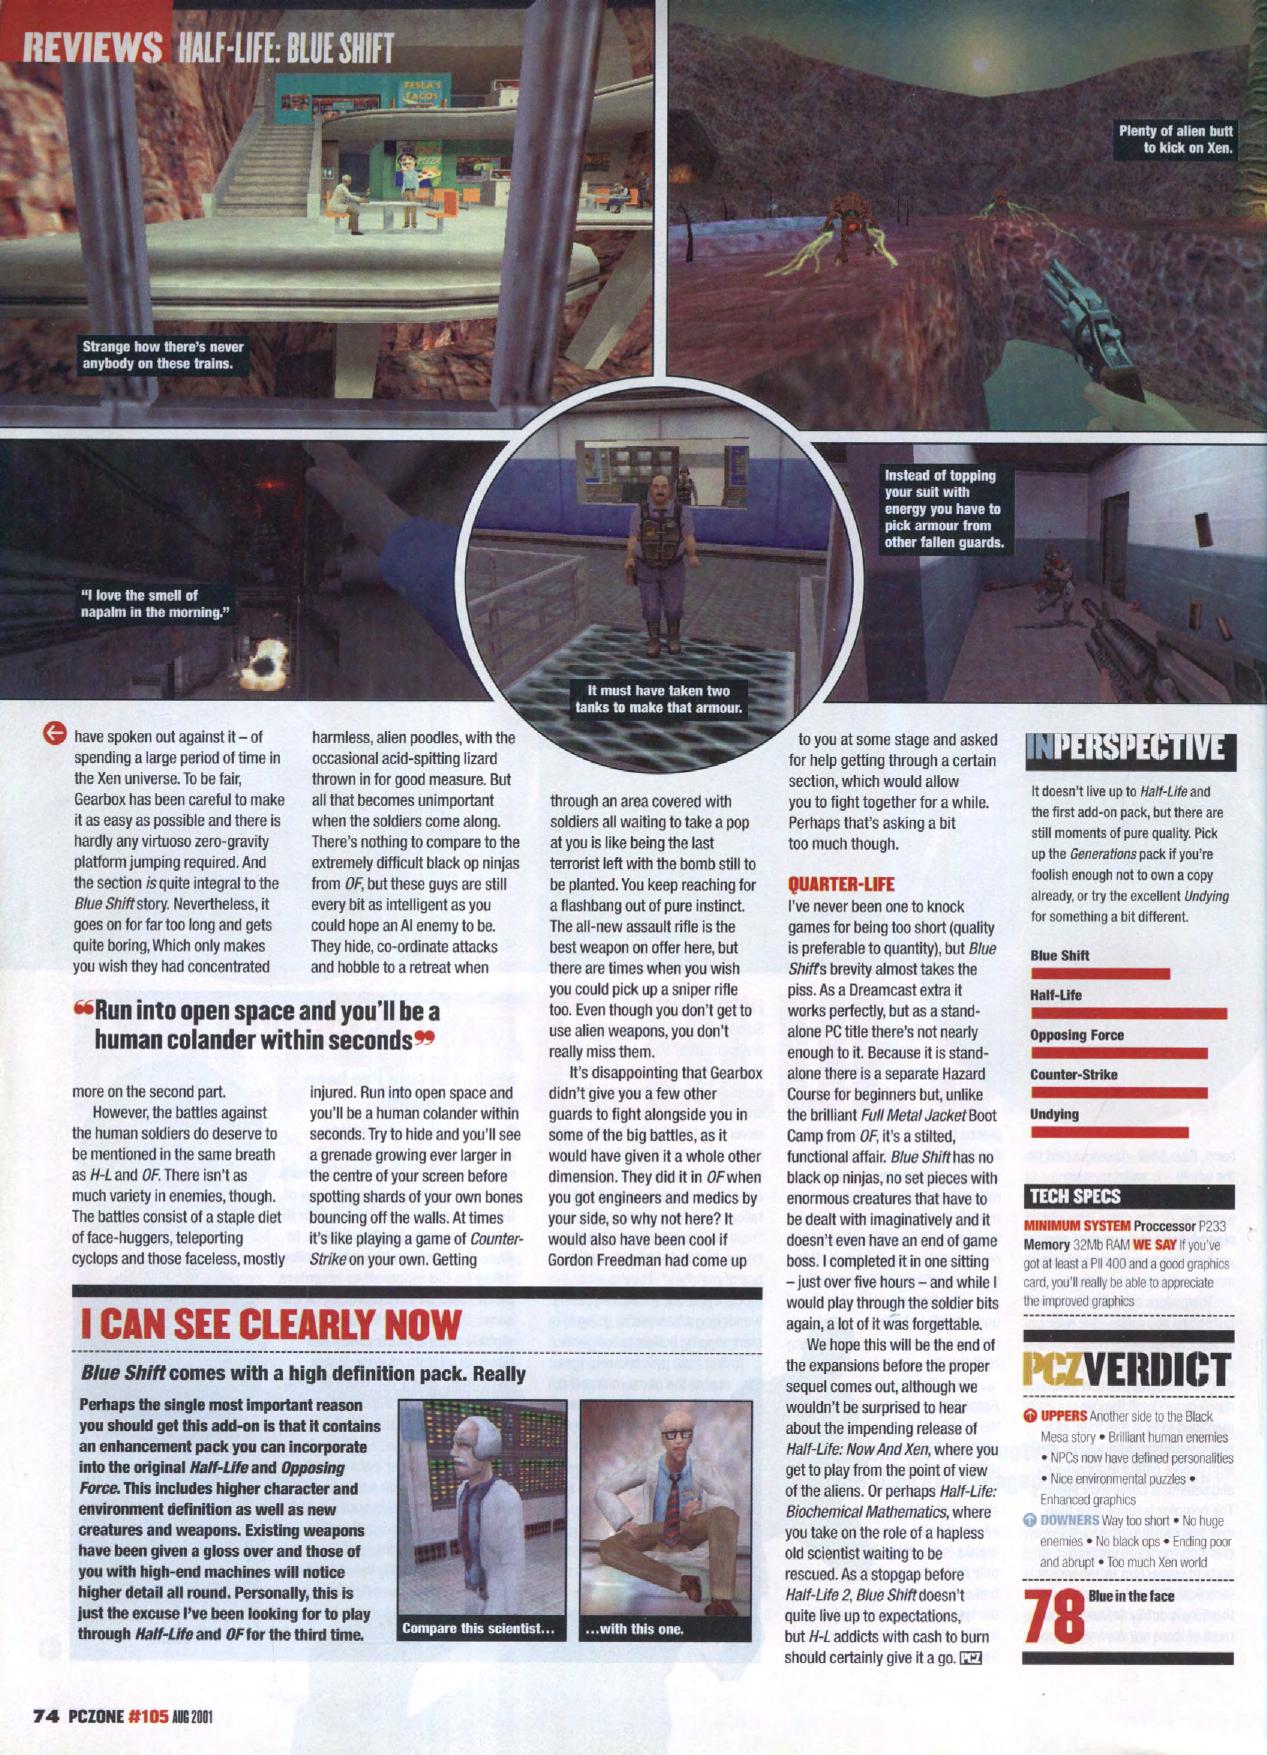 REVIEWS HALF-LIFE: BLUE SHIFT
TESLA'S
TACOS
PIZZA
Strange how there's never
anybody on these trains.
Plenty of alien butt
to kick on Xen.
"I love the smell of
napalm in the morning."
It must have taken two
tanks to make that armour.
Instead of topping
your suit with
energy you have to
pick armour from
other fallen guards.
have spoken out against it – of
spending a large period of time in
the Xen universe. To be fair,
Gearbox has been careful to make
it as easy as possible and there is
hardly any virtuoso zero-gravity
platform jumping required. And
the section is quite integral to the
Blue Shift story. Nevertheless, it
goes on for far too long and gets
quite boring, Which only makes
you wish they had concentrated
more on the second part.
However, the battles against
the human soldiers do deserve to
be mentioned in the same breath
as H-L and OF. There isn't as
much variety in enemies, though.
The battles consist of a staple diet
of face-huggers, teleporting
cyclops and those faceless, mostly
harmless, alien poodles, with the
occasional acid-spitting lizard
thrown in for good measure. But
all that becomes unimportant
when the soldiers come along.
There's nothing to compare to the
extremely difficult black op ninjas
from OF, but these guys are still
every bit as intelligent as you
could hope an AI enemy to be.
They hide, co-ordinate attacks
and hobble to a retreat when
injured. Run into open space and
you'll be a human colander within
seconds. Try to hide and you'll see
a grenade growing ever larger in
the centre of your screen before
spotting shards of your own bones
bouncing off the walls. At times
it's like playing a game of Counter-
Strike on your own. Getting
“Run into open space and you'll be a
human colander within seconds”
through an area covered with
soldiers all waiting to take a pop
at you is like being the last
terrorist left with the bomb still to
be planted. You keep reaching for
a flashbang out of pure instinct.
The all-new assault rifle is the
best weapon on offer here, but
there are times when you wish
you could pick up a sniper rifle
too. Even though you don't get to
use alien weapons, you don't
really miss them.
It's disappointing that Gearbox
didn't give you a few other
guards to fight alongside you in
some of the big battles, as it
would have given it a whole other
dimension. They did it in OF when
you got engineers and medics by
your side, so why not here? It
would also have been cool if
Gordon Freedman had come up
to you at some stage and asked
for help getting through a certain
section, which would allow
you to fight together for a while.
Perhaps that's asking a bit
too much though.
QUARTER-LIFE
I've never been one to knock
games for being too short (quality
is preferable to quantity), but Blue
Shift's brevity almost takes the
piss. As a Dreamcast extra it
works perfectly, but as a stand-
alone PC title there's not nearly
enough to it. Because it is stand-
alone there is a separate Hazard
Course for beginners but, unlike
the brilliant Full Metal Jacket Boot
Camp from OF, it's a stilted,
functional affair. Blue Shift has no
black op ninjas, no set pieces with
enormous creatures that have to
be dealt with imaginatively and it
doesn't even have an end of game
boss. I completed it in one sitting
– just over five hours – and while I
would play through the soldier bits
again, a lot of it was forgettable.
We hope this will be the end of
the expansions before the proper
sequel comes out, although we
wouldn't be surprised to hear
about the impending release of
Half-Life: Now And Xen, where you
get to play from the point of view
of the aliens. Or perhaps Half-Life:
Biochemical Mathematics, where
you take on the role of a hapless
old scientist waiting to be
rescued. As a stopgap before
Half-Life 2, Blue Shift doesn't
quite live up to expectations,
but H-L addicts with cash to burn
should certainly give it a go. PCZ
I CAN SEE CLEARLY NOW
Blue Shift comes with a high definition pack. Really
Perhaps the single most important reason
you should get this add-on is that it contains
an enhancement pack you can incorporate
into the original Half-Life and Opposing
Force. This includes higher character and
environment definition as well as new
creatures and weapons. Existing weapons
have been given a gloss over and those of
you with high-end machines will notice
higher detail all round. Personally, this is
just the excuse I've been looking for to play
through Half-Life and OF for the third time.
Compare this scientist...
...with this one.
INPERSPECTIVE
It doesn't live up to Half-Life and
the first add-on pack, but there are
still moments of pure quality. Pick
up the Generations pack if you're
foolish enough not to own a copy
already, or try the excellent Undying
for something a bit different.
Blue Shift
Half-Life
Opposing Force
Counter-Strike
Undying
TECH SPECS
MINIMUM SYSTEM Proccessor P233
Memory 32Mb RAM WE SAY If you've
got at least a PII 400 and a good graphics
card, you'll really be able to appreciate
the improved graphics
PCZVERDICT
UPPERS Another side to the Black
Mesa story • Brilliant human enemies
• NPCs now have defined personalities
• Nice environmental puzzles •
Enhanced graphics
DOWNERS Way too short • No huge
enemies • No black ops • Ending poor
and abrupt • Too much Xen world
78 Blue in the face
74 PCZONE #105 AUG 2001